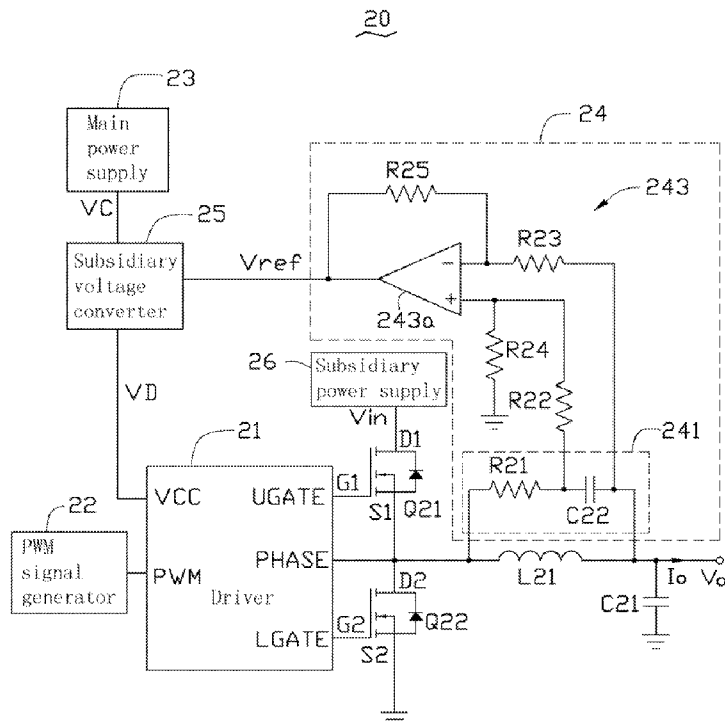 20
23
Main
power
supply
VC
25
Subsidiary
voltage
converter
Vref
VD
24
R25
243
R23
-
+
243a
R24
R22
26
Subsidiary
power supply
Vin
241
R21
C22
21
D1
G1
S1
Q21
VCC
UGATE
PWM
PHASE
Driver
LGATE
22
PWM
signal
generator
D2
G2
S2
Q22
L21
Io
Vo
C21